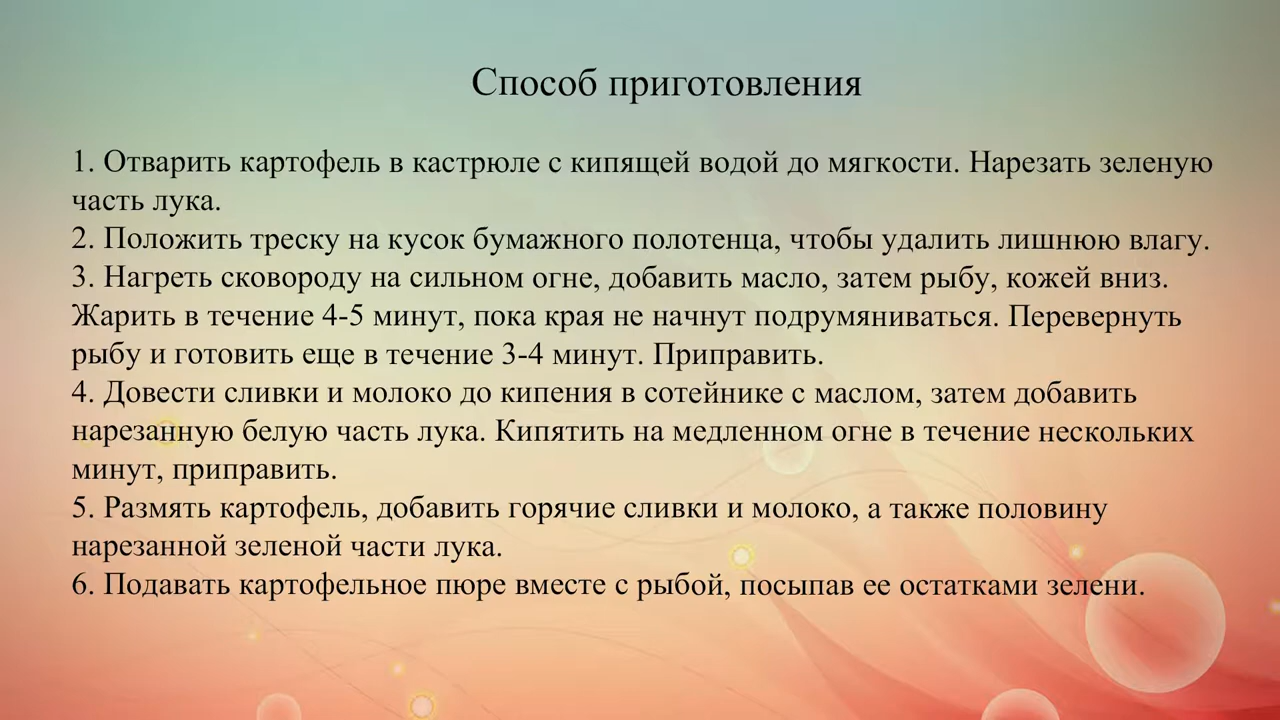 Способ приготовления
1. Отварить картофель в кастрюле с кипящей водой до мягкости. Нарезать зеленую
часть лука.
2. Положить треску на кусок бумажного полотенца, чтобы удалить лишнюю влагу.
3. Нагреть сковороду на сильном огне, добавить масло, затем рыбу, кожей вниз.
Жарить в течение 4-5 минут, пока края не начнут подрумяниваться. Перевернуть
рыбу и готовить еще в течение 3-4 минут. Приправить.
4. Довести сливки и молоко до кипения в сотейнике с маслом, затем добавить
нарезанную белую часть лука. Кипятить на медленном огне в течение нескольких
минут, приправить.
5. Размять картофель, добавить горячие сливки и молоко, а также половину
нарезанной зеленой части лука.
6. Подавать картофельное пюре вместе с рыбой, посыпав ее остатками зелени.